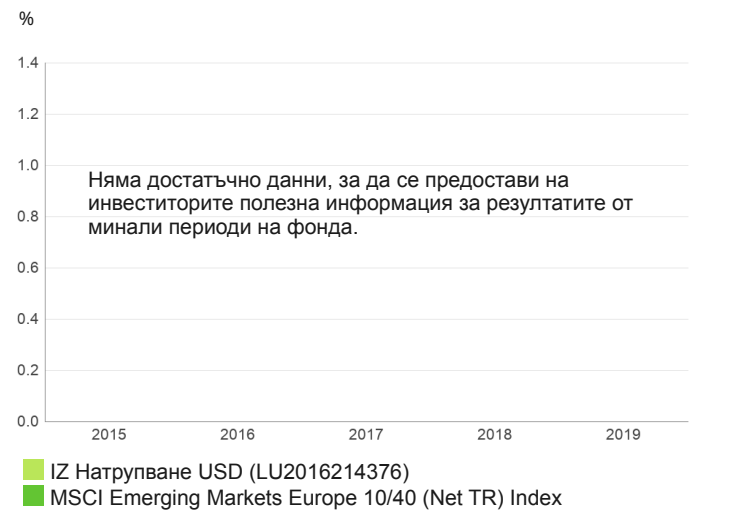 %
1.4
1.2
1.0
Няма достатъчно данни, за да се предостави на
инвеститорите полезна информация за резултатите от
минали периоди на фонда.
0.8
0.6
0.4
0.2
0.0
2015 2016 2017 2018 2019
IZ Натрупване USD (LU2016214376)
MSCI Emerging Markets Europe 10/40 (Net TR) Index